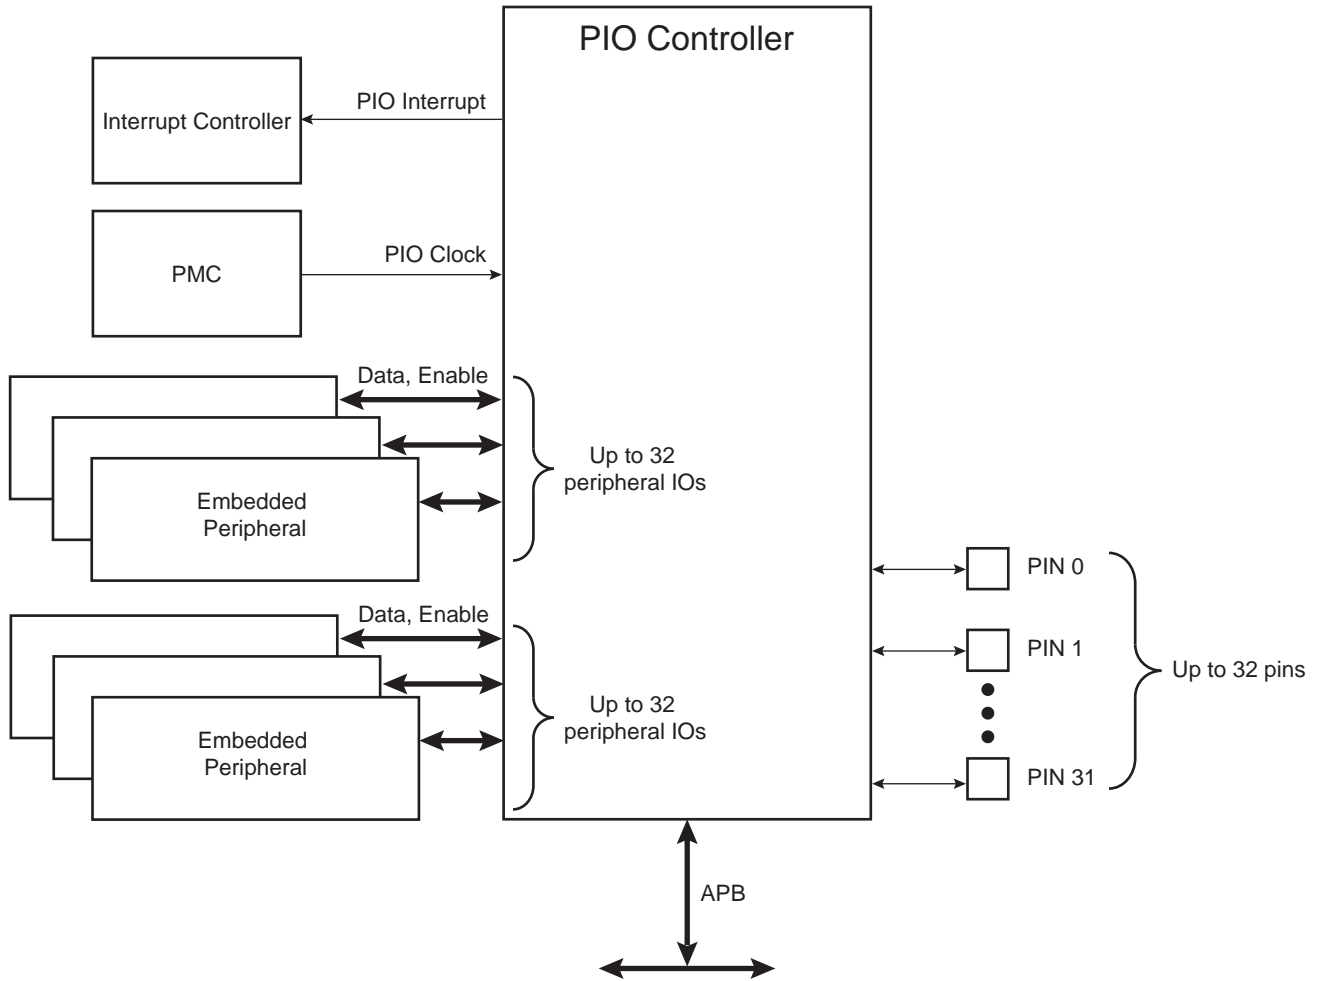 PIO Controller
PIO Interrupt
Interrupt Controller
PIO Clock
PMC
Data, Enable
Up to 32
peripheral IOs
Embedded
Peripheral
PIN 0
Data, Enable
PIN 1
Up to 32 pins
Up to 32
peripheral IOs
Embedded
Peripheral
PIN 31
APB